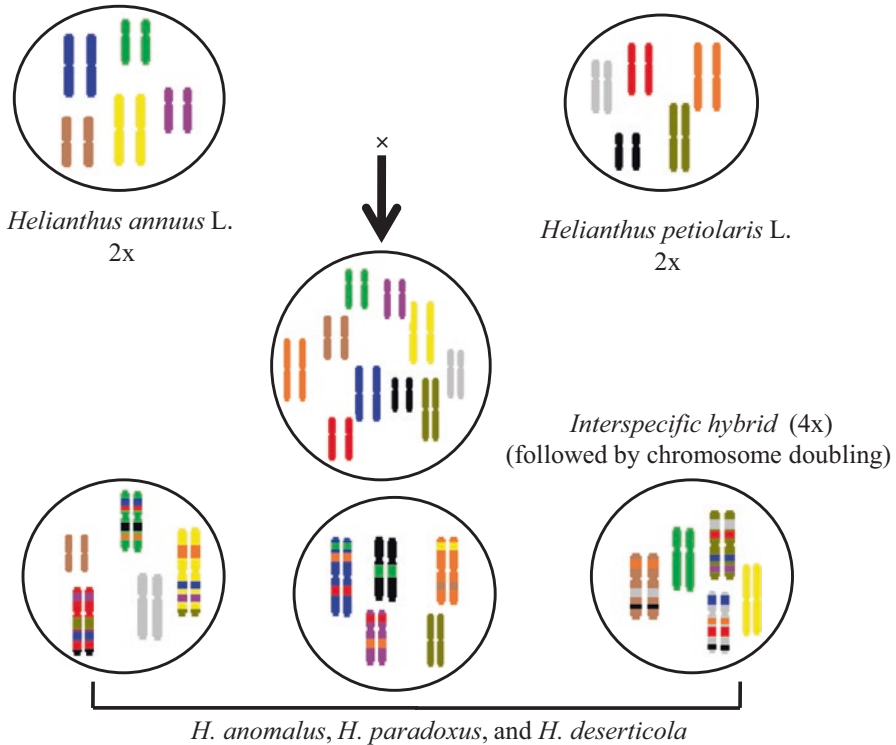 ×
Helianthus annuus L.
2x
Helianthus petiolaris L.
2x
Interspecific hybrid (4x)
(followed by chromosome doubling)
H. anomalus, H. paradoxus, and H. deserticola